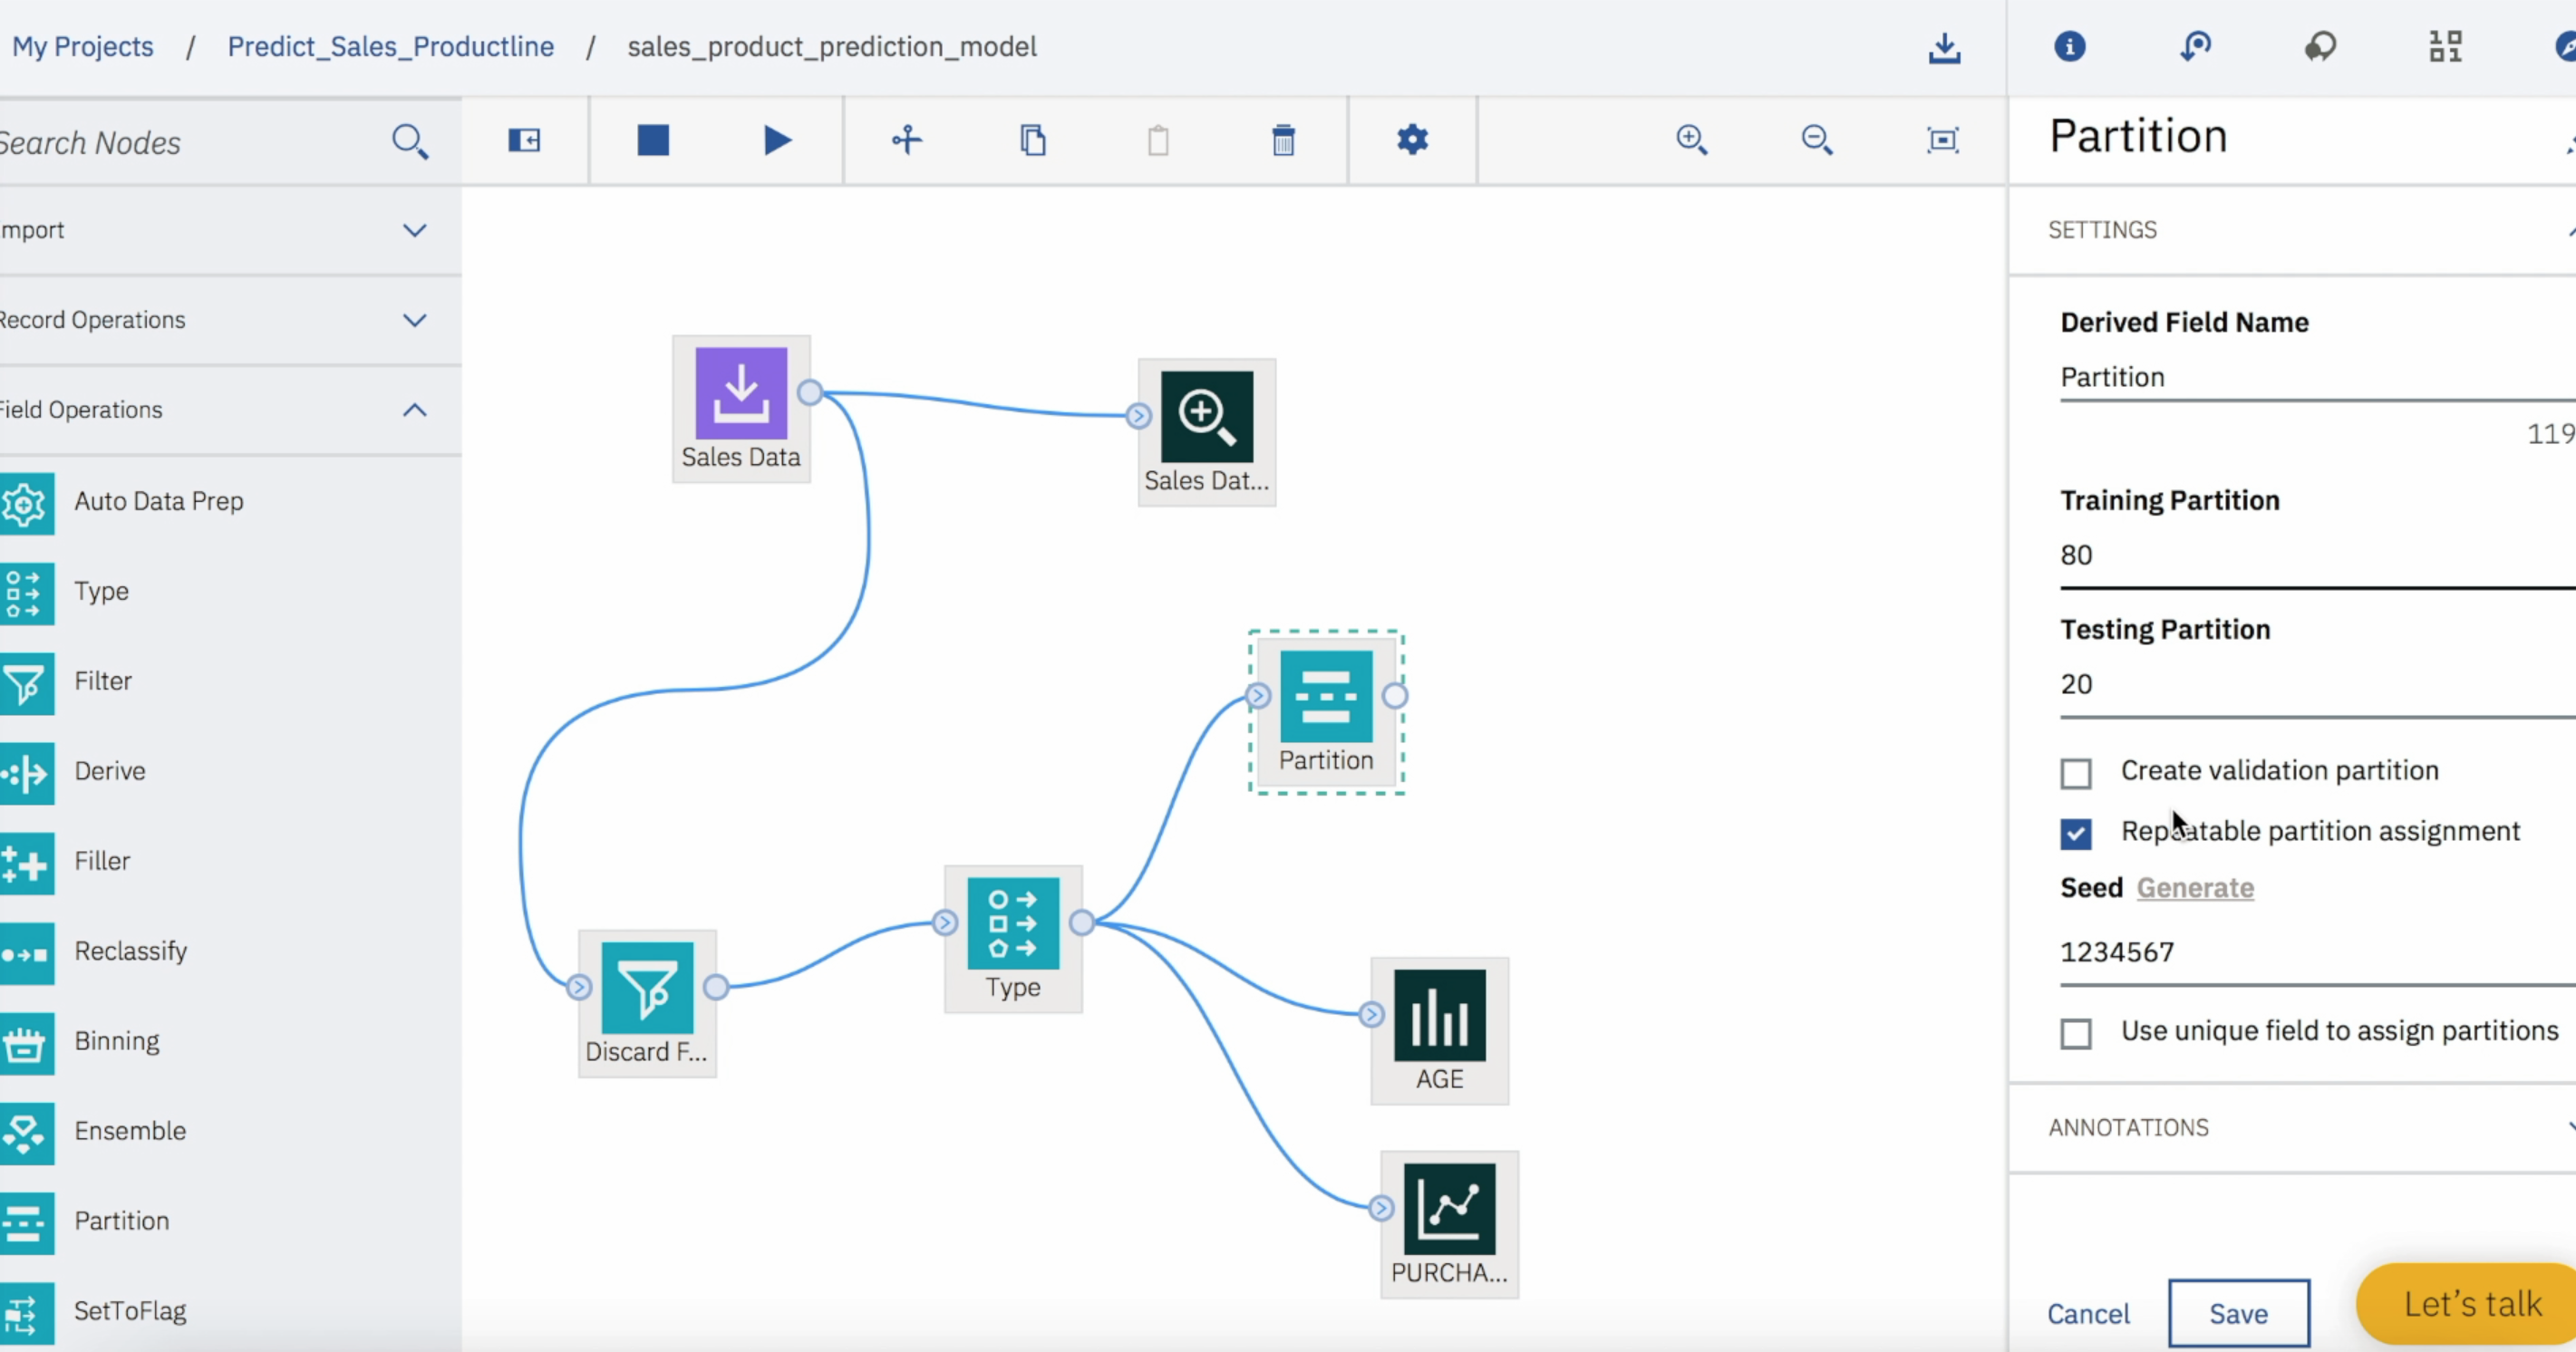 My Projects / Predict_Sales_Productline / sales_product_prediction_model
Search Nodes
Import
Record Operations
Field Operations
Auto Data Prep
Type
Filter
Derive
Filler
Reclassify
Binning
Ensemble
Partition
SetToFlag
Sales Data
Sales Dat...
Partition
Type
Discard F...
AGE
PURCHA...
Partition
SETTINGS
Derived Field Name
Partition
119
Training Partition
80
Testing Partition
20
Create validation partition
Repeatable partition assignment
Seed Generate
1234567
Use unique field to assign partitions
ANNOTATIONS
Cancel
Save
Let's talk